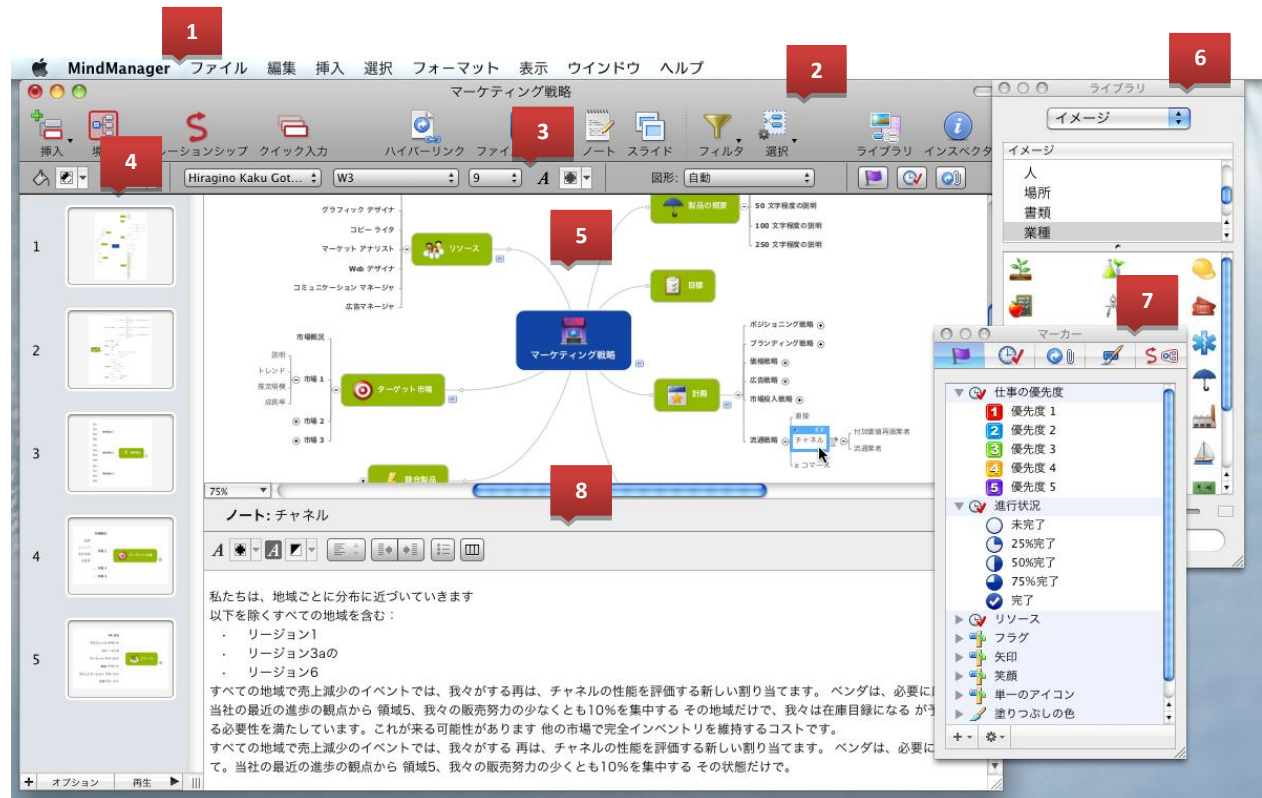 1
MindManager ファイル 編集 挿入 選択 フォーマット 表示 ウインドウ ヘルプ
2
6
マーケティング戦略
ライブラリ
イメージ
3
4
挿入
ーションシップ クイック入力 ハイパーリンク ファイ ノート スライド フィルタ 選択 ライブラリ インスペクタ
イメージ
人
場所
書類
業種
Hiragino Kaku Got... W3 9 A 図形: 自動
5
1
2
3
4
5
グラフィック デザイナ
コピー ライタ
マーケット アナリスト
Web デザイナ
コミュニケーション マネージャ
広告マネージャ
リソース
製品の概要
50 文字程度の説明
100 文字程度の説明
250 文字程度の説明
目標
マーケティング戦略
市場概況
説明
トレンド
推定規模
成長率
市場 1
市場 2
市場 3
ターゲット市場
競合製品
計画
ポジショニング戦略
ブランディング戦略
価格戦略
広告戦略
市場投入戦略
流通戦略
直接
チャネル
e コマース
付加価値再販業者
流通業者
7
マーカー
仕事の優先度
1 優先度 1
2 優先度 2
3 優先度 3
4 優先度 4
5 優先度 5
進行状況
未完了
25%完了
50%完了
75%完了
完了
リソース
フラグ
矢印
笑顔
単一のアイコン
塗りつぶしの色
75%
8
ノート: チャネル
A A
私たちは、地域ごとに分布に近づいていきます
以下を除くすべての地域を含む：
· リージョン1
· リージョン3aの
· リージョン6
すべての地域で売上減少のイベントでは、我々がする再は、チャネルの性能を評価する新しい割り当てます。 ベンダは、必要に
当社の最近の進歩の観点から 領域5、我々の販売努力の少なくとも10%を集中する その地域だけで、我々は在庫目録になる が
る必要性を満たしています。これが来る可能性があります 他の市場で完全インベントリを維持するコストです。
すべての地域で売上減少のイベントでは、我々がする 再は、チャネルの性能を評価する新しい割り当てます。 ベンダは、必要に
て。当社の最近の進歩の観点から 領域5、我々の販売努力の少くとも10%を集中する その状態だけで。
+ オプション 再生